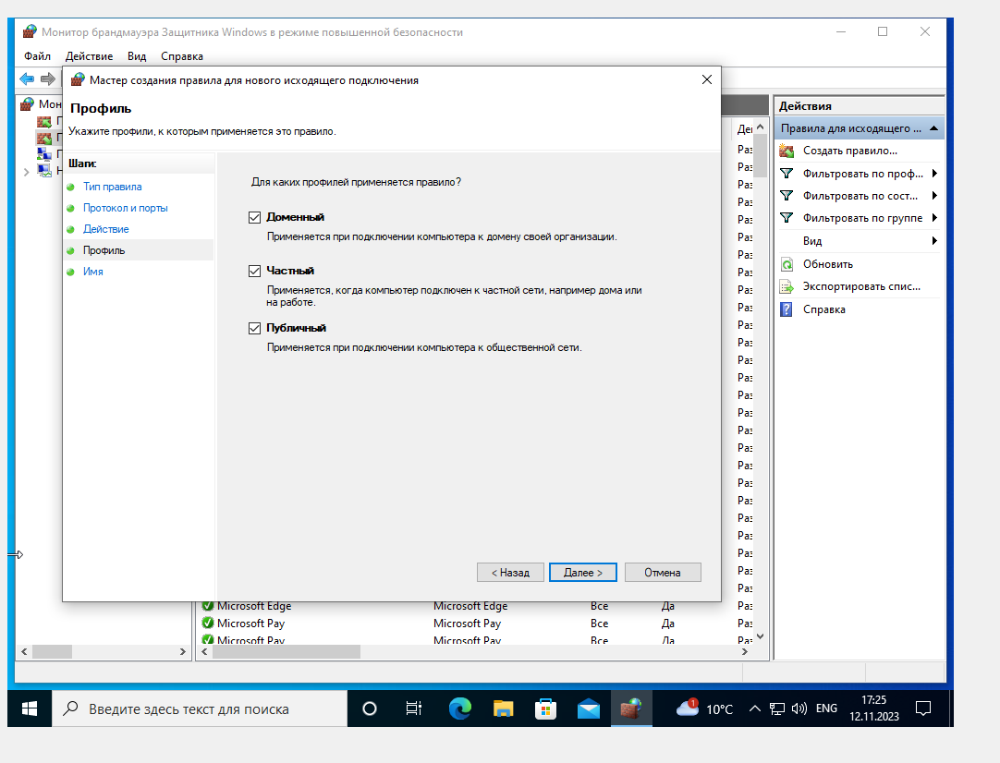 Монитор брандмауэра Защитника Windows в режиме повышенной безопасности
Файл Действие Вид Справка
Мастер создания правила для нового исходящего подключения
Профиль
Укажите профили, к которым применяется это правило.
Шаги:
Тип правила
Протокол и порты
Действие
Профиль
Имя
Для каких профилей применяется правило?
Доменный
Применяется при подключении компьютера к домену своей организации.
Частный
Применяется, когда компьютер подключен к частной сети, например дома или
на работе.
Публичный
Применяется при подключении компьютера к общественной сети.
< Назад Далее > Отмена
Действия
Правила для исходящего ...
Создать правило...
Фильтровать по проф...
Фильтровать по сост...
Фильтровать по группе
Вид
Обновить
Экспортировать спис...
Справка
Microsoft Edge Microsoft Edge Все Да
Microsoft Pay Microsoft Pay Все Да
Microsoft Pay Microsoft Pay Все Да
Введите здесь текст для поиска
1
10°C
ENG
17:25
12.11.2023